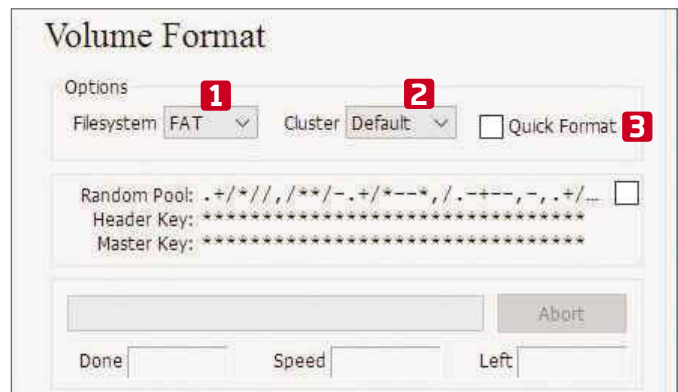 Volume Format
Options
1
2
Filesystem FAT Cluster Default Quick Format 3
Random Pool: .+/*//,/**/-.+/*--*,/.-+--,-,.+/...
Header Key: ********************************
Master Key: ********************************
Abort
Done Speed Left